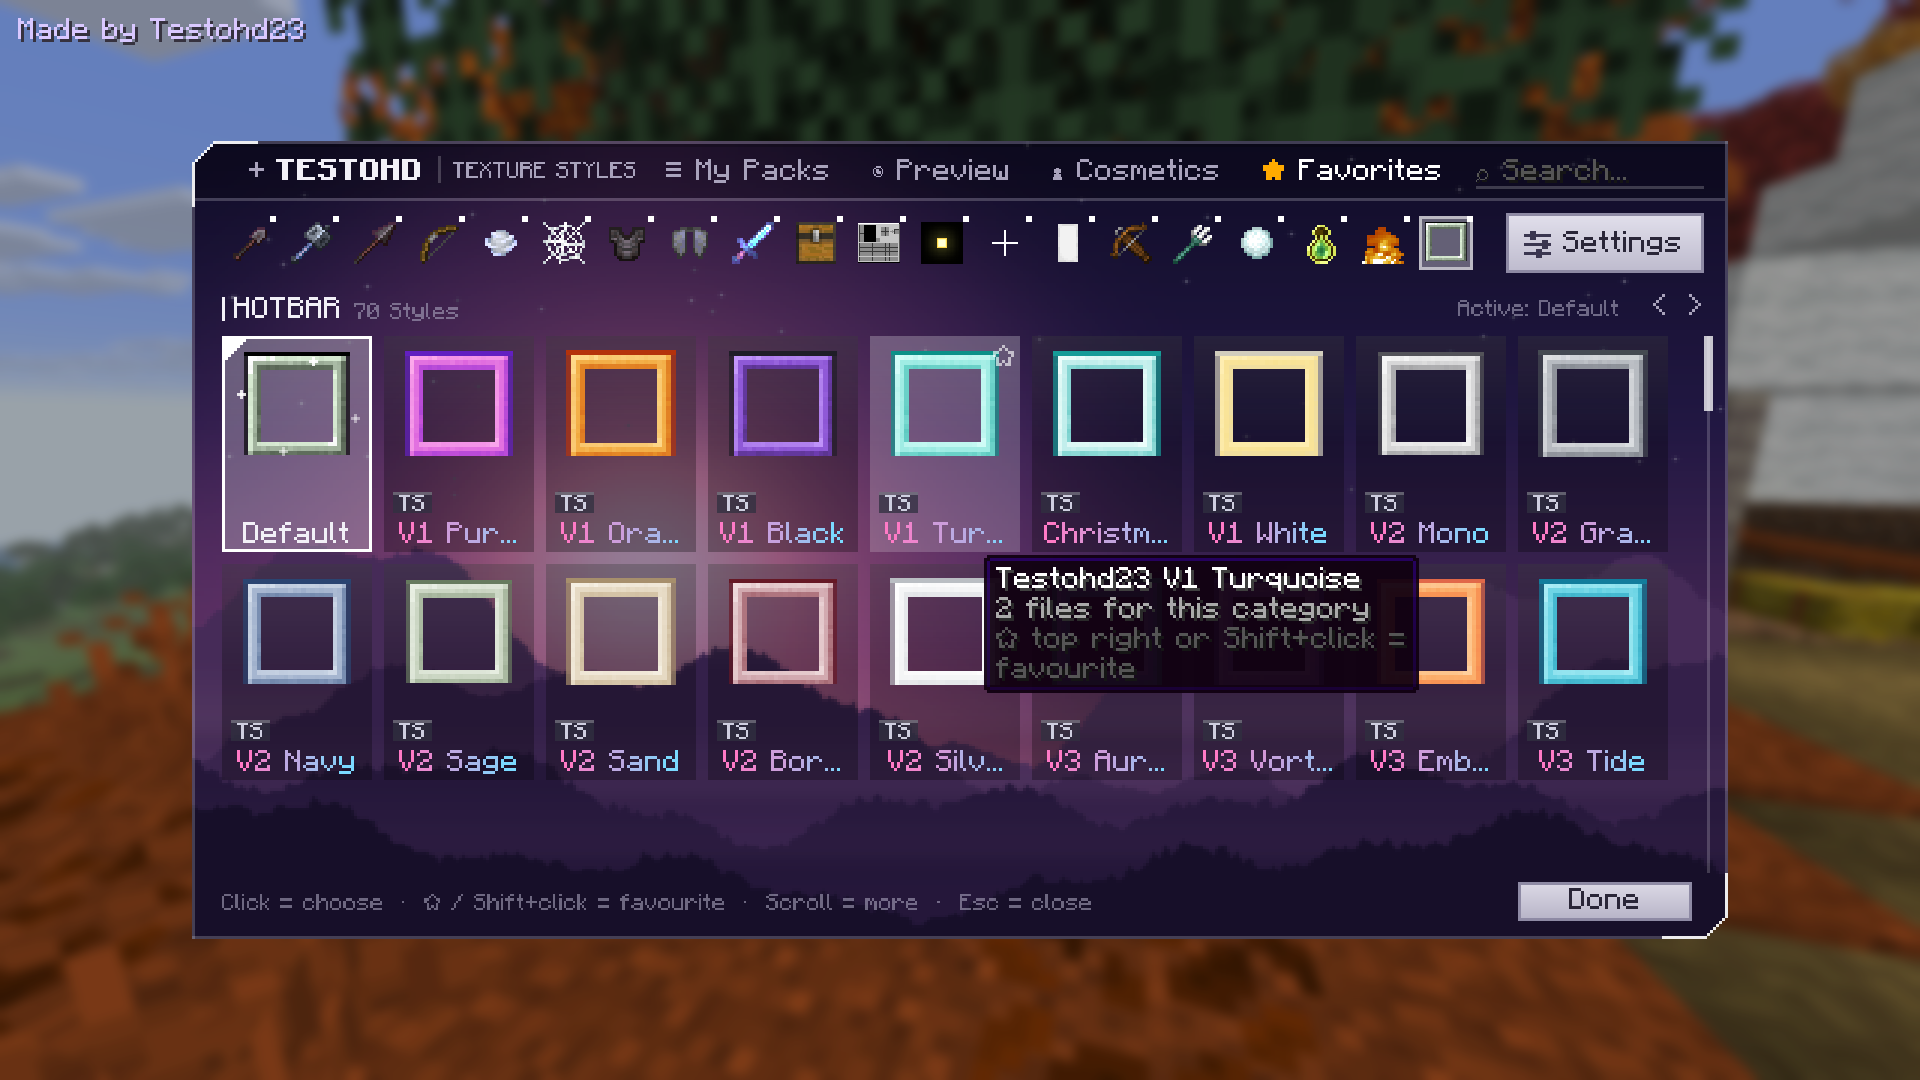 Made by Testohd23
+ TESTOHD | TEXTURE STYLES ☰ My Packs Preview Cosmetics ★ Favorites Search...
Settings
HOTBAR 70 Styles Active: Default < >
TS TS TS TS TS TS TS TS
Default V1 Pur... V1 Ora... V1 Black V1 Tur... Christm... V1 White V2 Mono V2 Gra...
Testohd23 V1 Turquoise
2 files for this category
☆ top right or Shift+click =
favourite
TS TS TS TS TS TS TS TS TS
V2 Navy V2 Sage V2 Sand V2 Bor... V2 Silv... V3 Aur... V3 Vort... V3 Emb... V3 Tide
Click = choose · ☆ / Shift+click = favourite · Scroll = more · Esc = close
Done